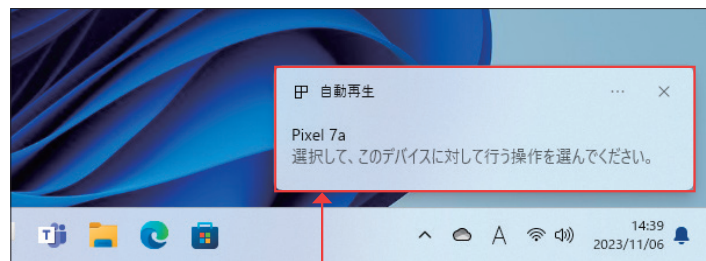 自動再生
Pixel 7a
選択して、このデバイスに対して行う操作を選んでください。
A
14:39
2023/11/06